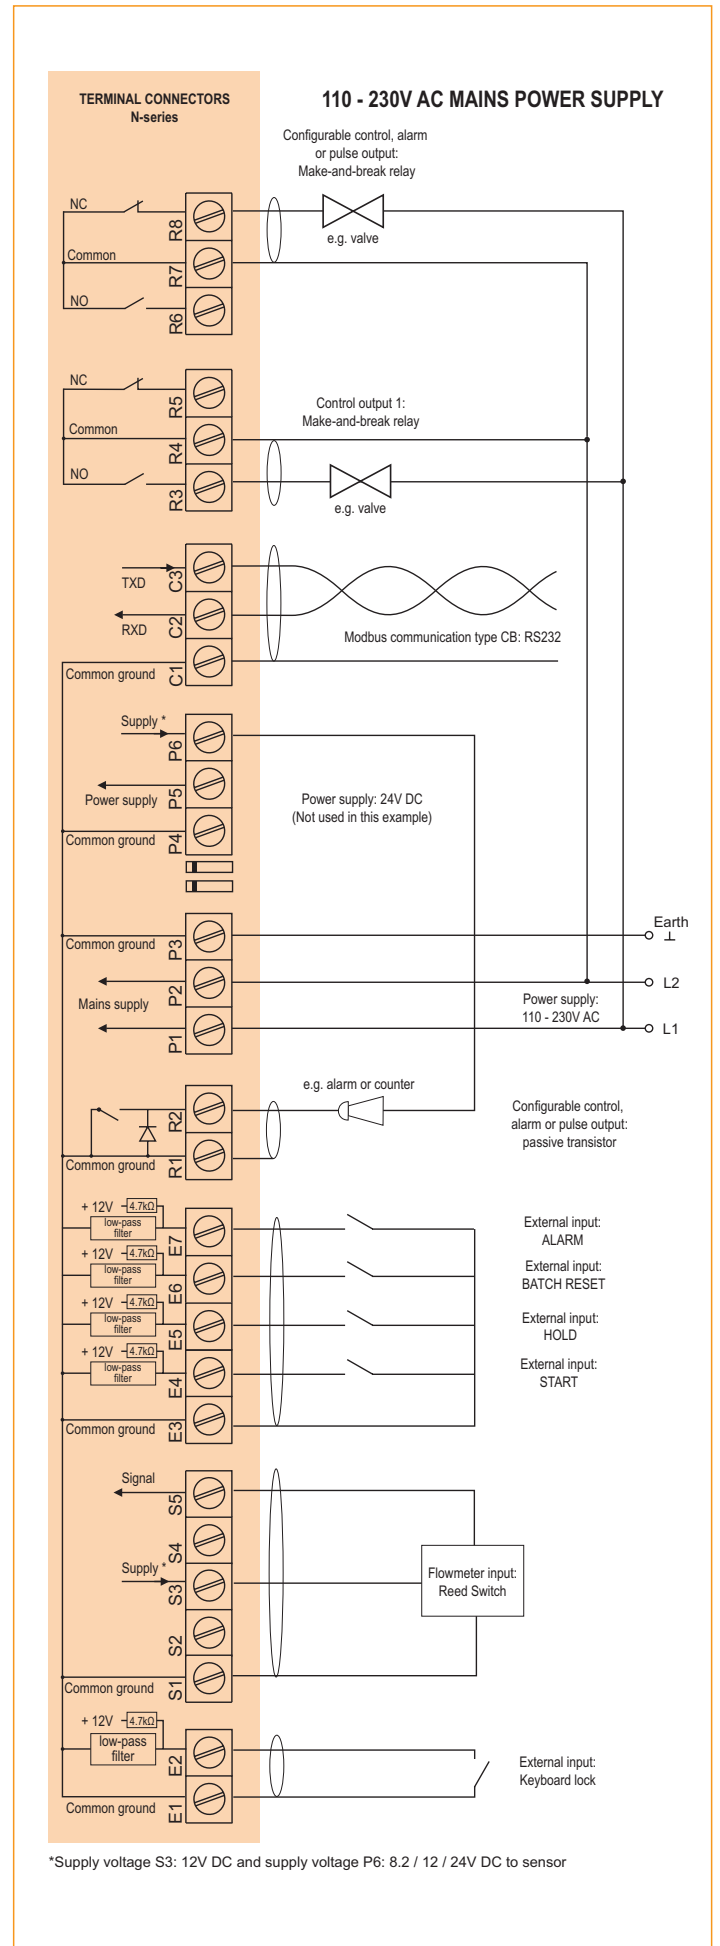 TERMINAL CONNECTORS
N-series
110 - 230V AC MAINS POWER SUPPLY
Configurable control, alarm
or pulse output:
Make-and-break relay
NC
R8
e.g. valve
Common
R7
NO
R6
NC
R5
Control output 1:
Make-and-break relay
Common
R4
NO
R3
e.g. valve
TXD
C3
RXD
C2
Modbus communication type CB: RS232
Common ground
C1
Supply *
P6
Power supply
P5
Power supply: 24V DC
(Not used in this example)
Common ground
P4
Earth
Common ground
P3
L2
Mains supply
P2
Power supply:
110 - 230V AC
L1
P1
e.g. alarm or counter
R2
Configurable control,
alarm or pulse output:
passive transistor
Common ground
R1
+ 12V
4.7kΩ
low-pass
filter
E7
External input:
ALARM
+ 12V
4.7kΩ
low-pass
filter
E6
External input:
BATCH RESET
+ 12V
4.7kΩ
low-pass
filter
E5
External input:
HOLD
+ 12V
4.7kΩ
low-pass
filter
E4
External input:
START
Common ground
E3
Signal
S5
S4
Supply *
S3
Flowmeter input:
Reed Switch
S2
Common ground
S1
+ 12V
4.7kΩ
low-pass
filter
E2
External input:
Keyboard lock
Common ground
E1
*Supply voltage S3: 12V DC and supply voltage P6: 8.2 / 12 / 24V DC to sensor